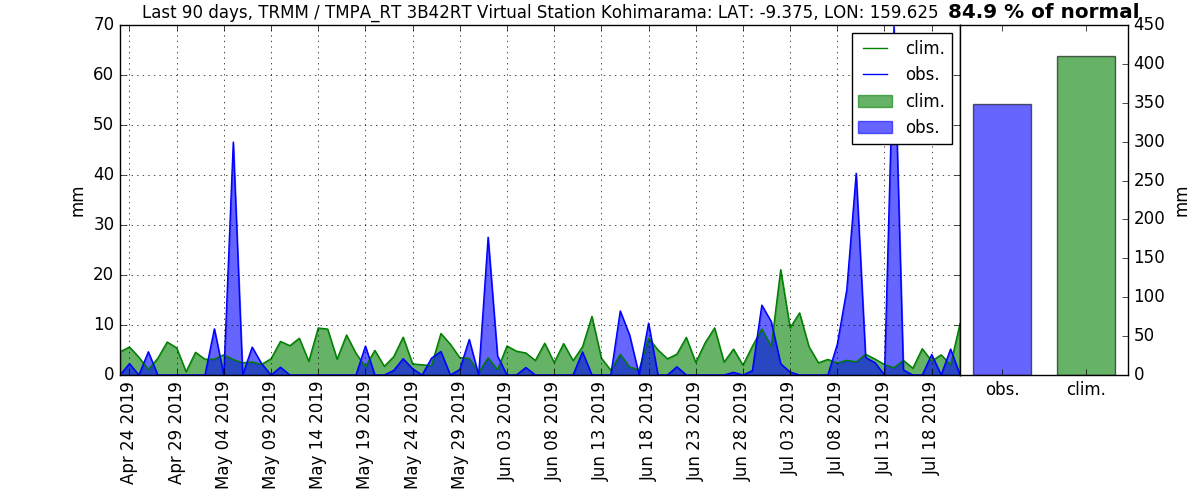 Last 90 days, TRMM / TMPA_RT 3B42RT Virtual Station Kohimarama: LAT: -9.375, LON: 159.625 84.9 % of normal
70
60
50
40
30
20
10
0
mm
clim.
obs.
clim.
obs.
450
400
350
300
250
200
150
100
50
0
mm
obs.
clim.
Apr 24 2019
Apr 29 2019
May 04 2019
May 09 2019
May 14 2019
May 19 2019
May 24 2019
May 29 2019
Jun 03 2019
Jun 08 2019
Jun 13 2019
Jun 18 2019
Jun 23 2019
Jun 28 2019
Jul 03 2019
Jul 08 2019
Jul 13 2019
Jul 18 2019